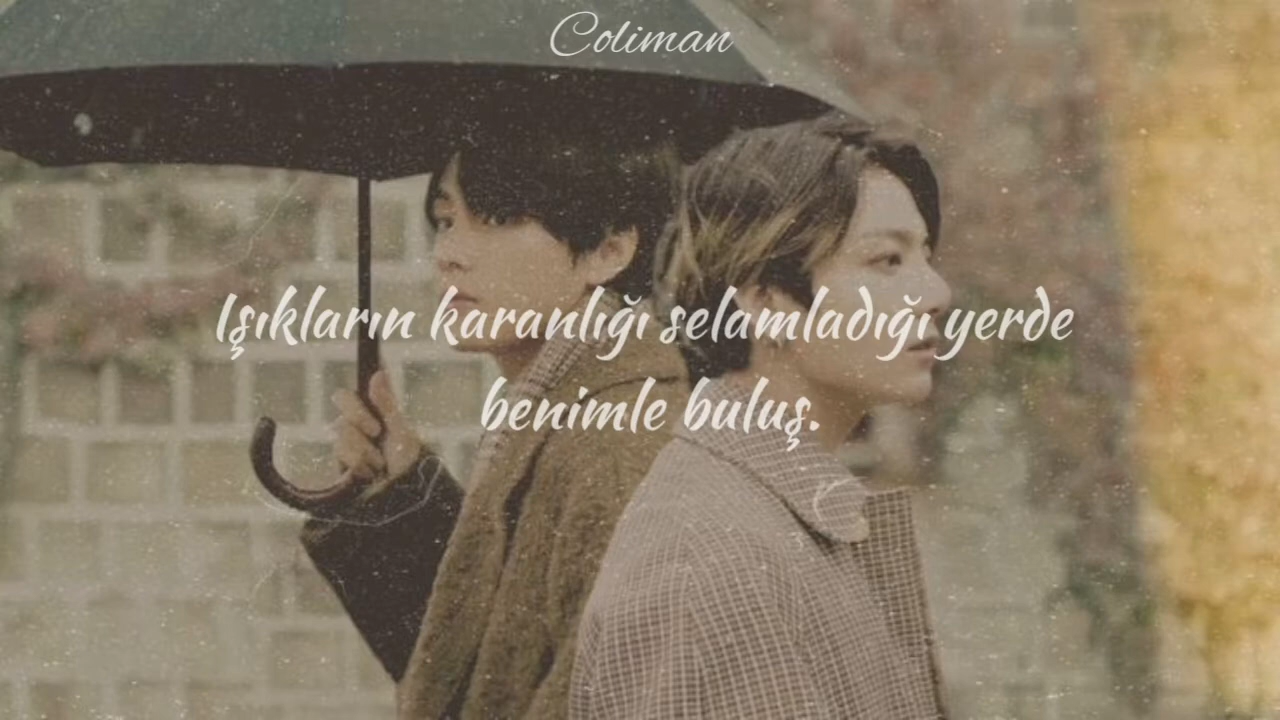 Coliman
Işıkların karanlığı selamladığı yerde
benimle buluş.